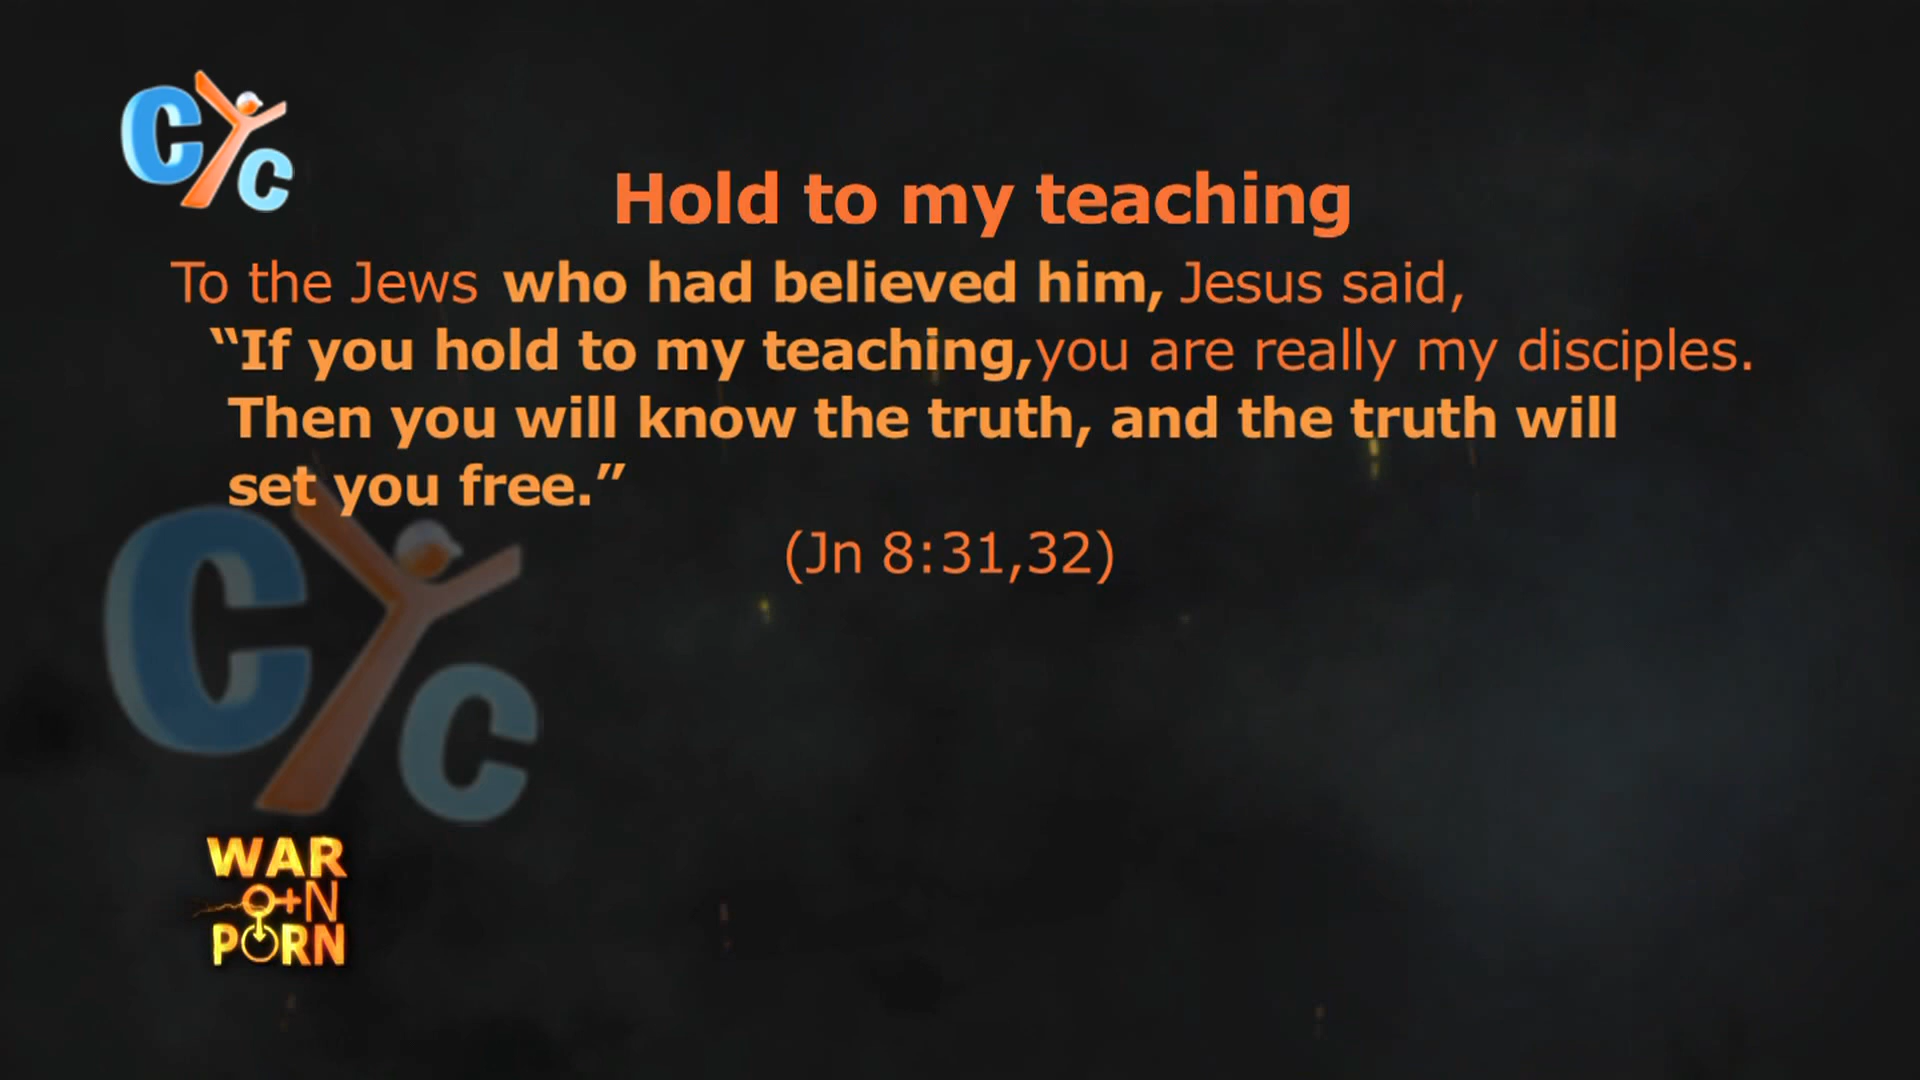 CYC
Hold to my teaching
To the Jews who had believed him, Jesus said,
“If you hold to my teaching,you are really my disciples.
Then you will know the truth, and the truth will
set you free.”
(Jn 8:31,32)
CYC
WAR
ON
PORN